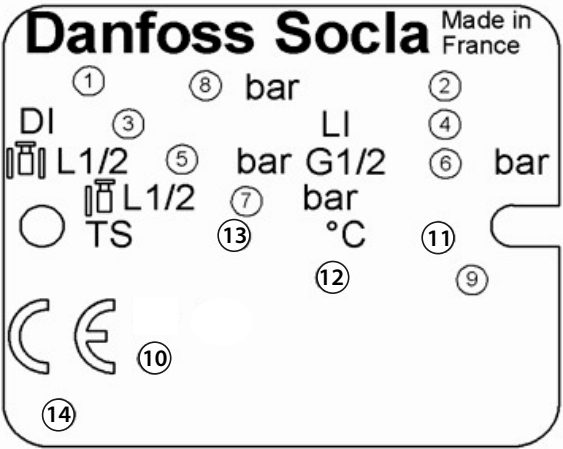 Danfoss Socla Made in France
① ⑧ bar ②
DI ③ LI ④
L1/2 ⑤ bar G1/2 ⑥ bar
L1/2 ⑦ bar
TS ⑬ °C ⑪
⑫ ⑨
CE ⑩
⑭